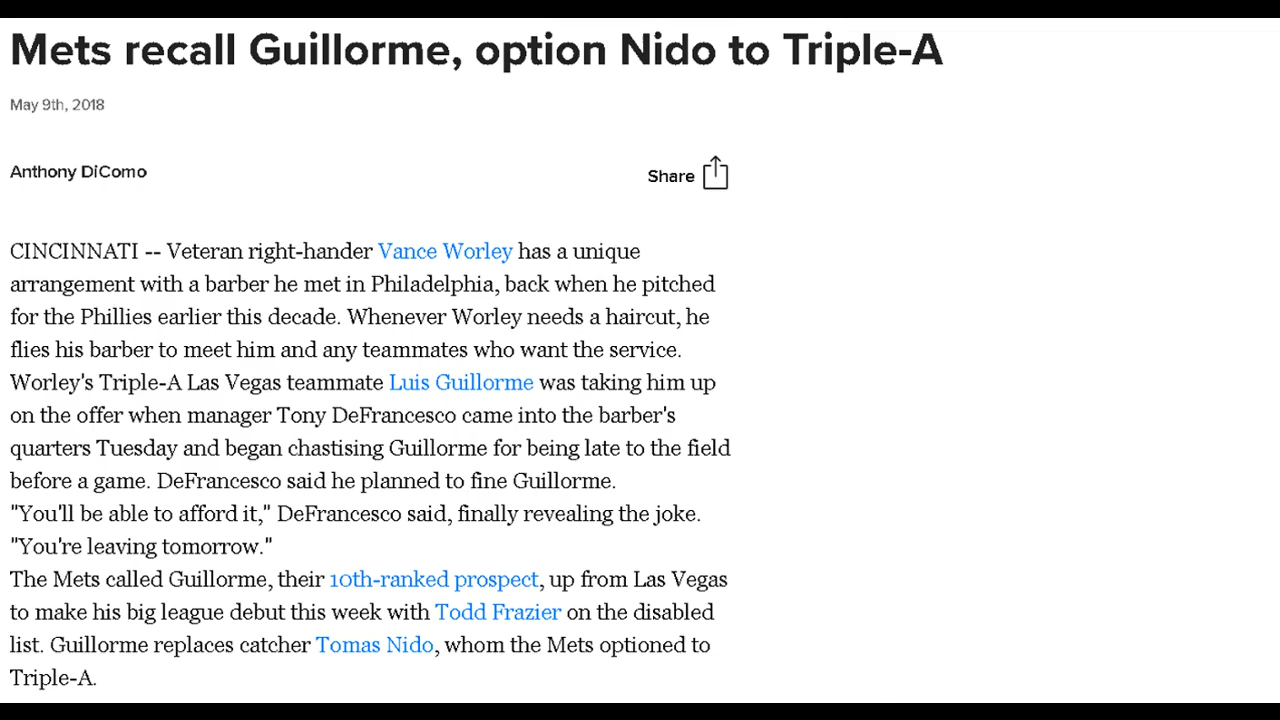 Mets recall Guillorme, option Nido to Triple-A
May 9th, 2018
Anthony DiComo
Share
CINCINNATI -- Veteran right-hander Vance Worley has a unique
arrangement with a barber he met in Philadelphia, back when he pitched
for the Phillies earlier this decade. Whenever Worley needs a haircut, he
flies his barber to meet him and any teammates who want the service.
Worley's Triple-A Las Vegas teammate Luis Guillorme was taking him up
on the offer when manager Tony DeFrancesco came into the barber's
quarters Tuesday and began chastising Guillorme for being late to the field
before a game. DeFrancesco said he planned to fine Guillorme.
"You'll be able to afford it," DeFrancesco said, finally revealing the joke.
"You're leaving tomorrow."
The Mets called Guillorme, their 10th-ranked prospect, up from Las Vegas
to make his big league debut this week with Todd Frazier on the disabled
list. Guillorme replaces catcher Tomas Nido, whom the Mets optioned to
Triple-A.